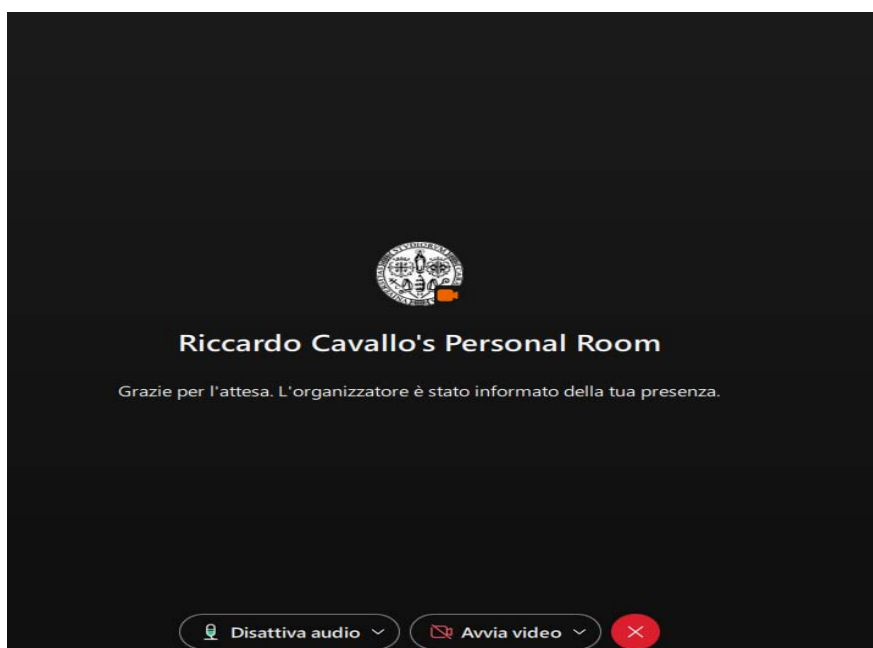 Riccardo Cavallo's Personal Room
Grazie per l'attesa. L'organizzatore è stato informato della tua presenza.
Disattiva audio
Avvia video